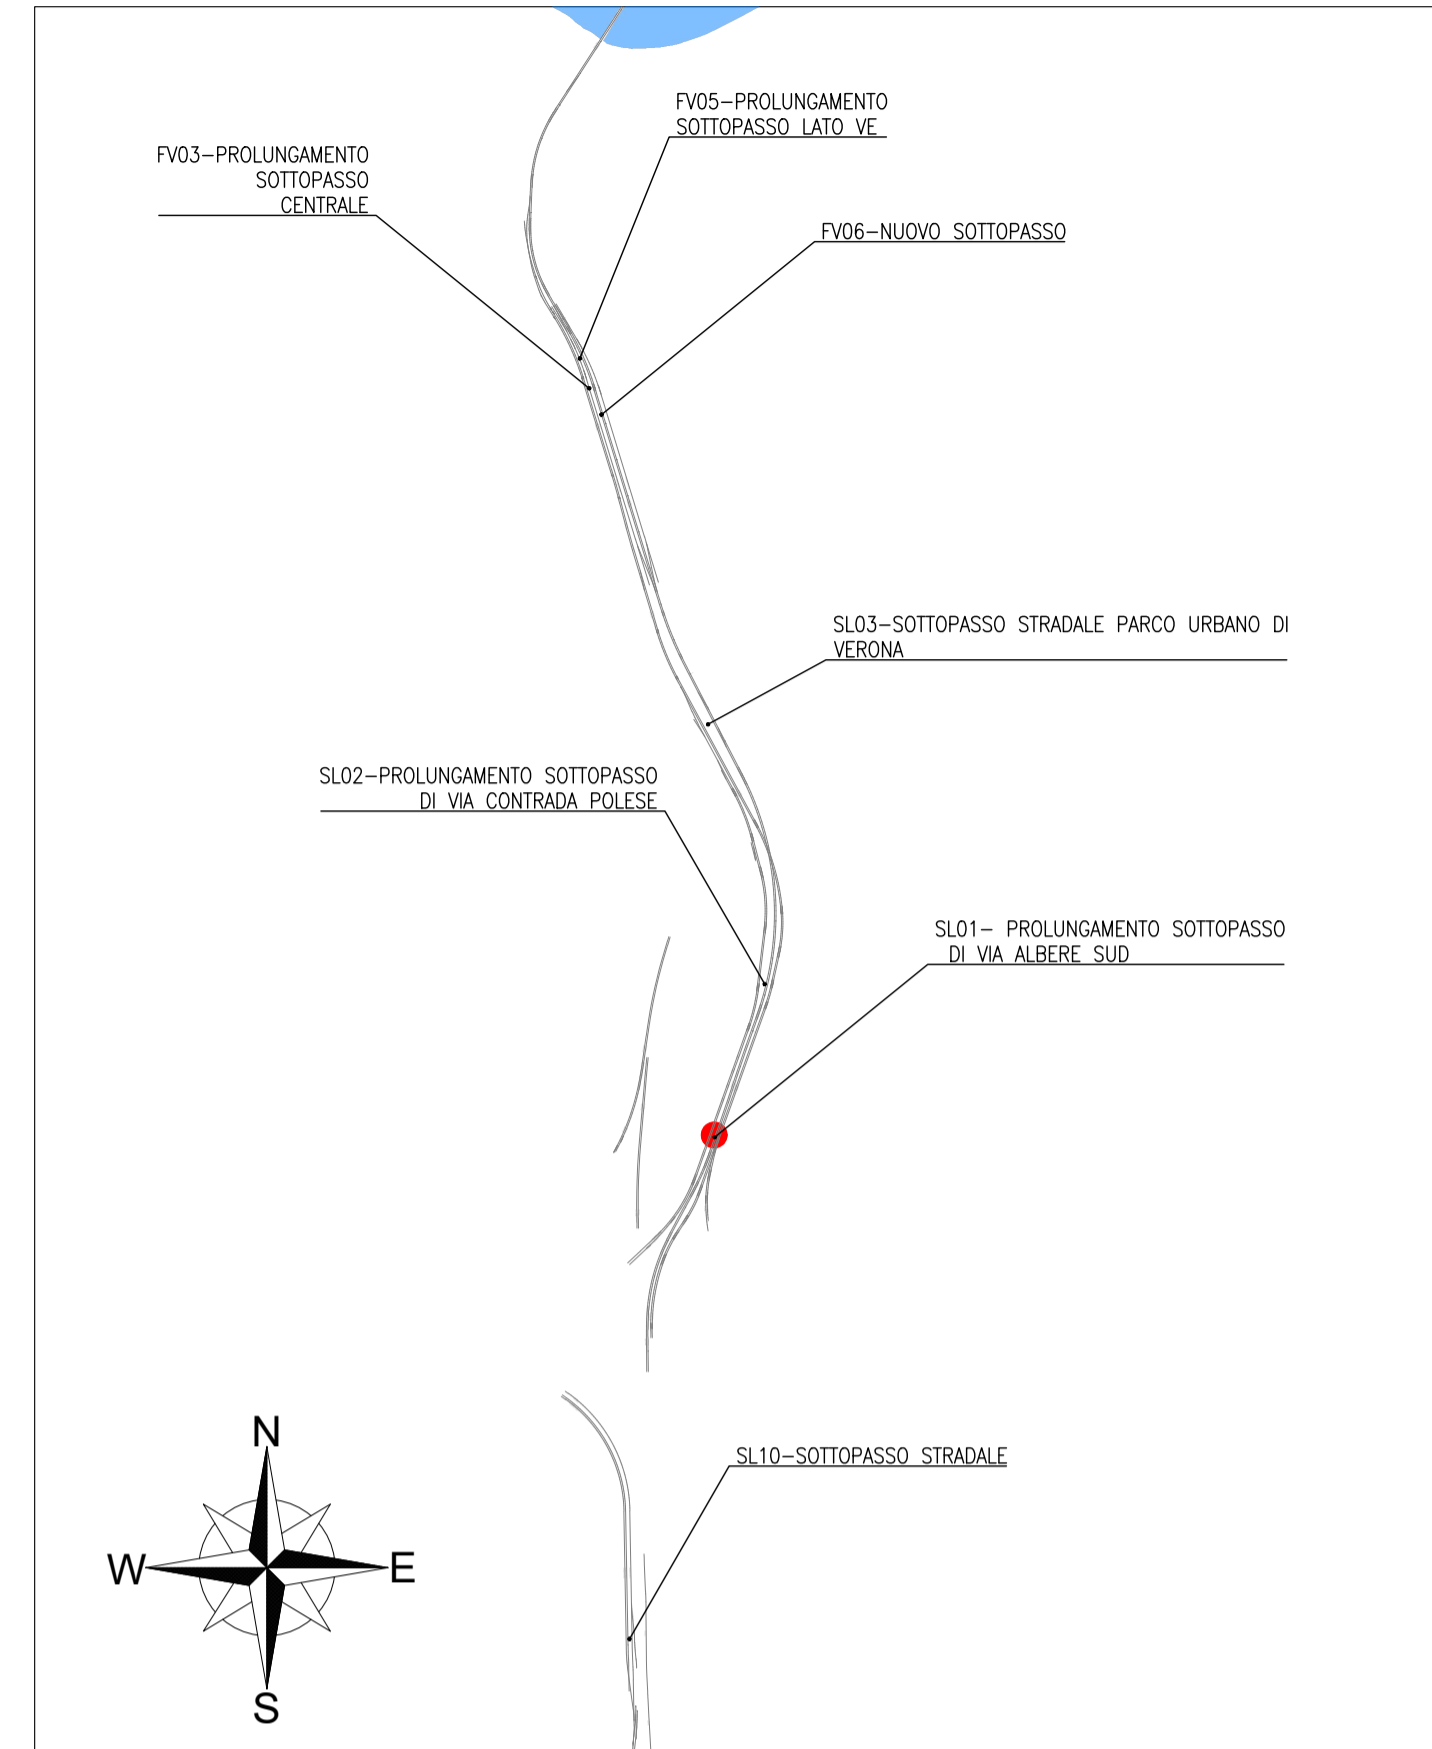 FV05-PROLUNGAMENTO
SOTTOPASSO LATO VE
FV03-PROLUNGAMENTO
SOTTOPASSO
CENTRALE
FV06-NUOVO SOTTOPASSO
SL03-SOTTOPASSO STRADALE PARCO URBANO DI
VERONA
SL02-PROLUNGAMENTO SOTTOPASSO
DI VIA CONTRADA POLESE
SL01- PROLUNGAMENTO SOTTOPASSO
DI VIA ALBERE SUD
SL10-SOTTOPASSO STRADALE
N
W
E
S